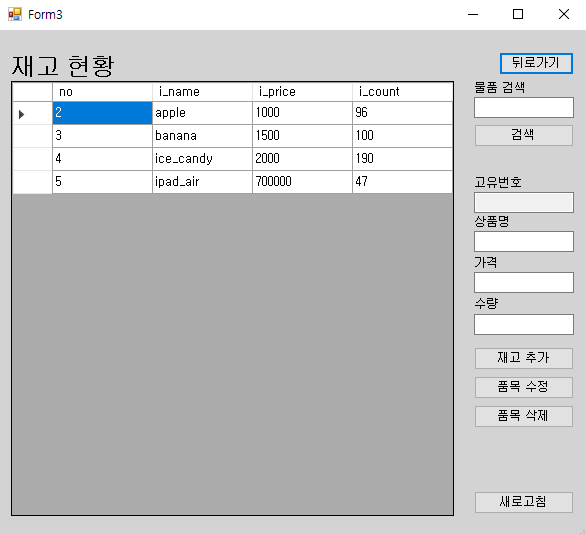 Form3
재고 현황
뒤로가기
no i_name i_price i_count
2 apple 1000 96
3 banana 1500 100
4 ice_candy 2000 190
5 ipad_air 700000 47
물품 검색
검색
고유번호
상품명
가격
수량
재고 추가
품목 수정
품목 삭제
새로고침